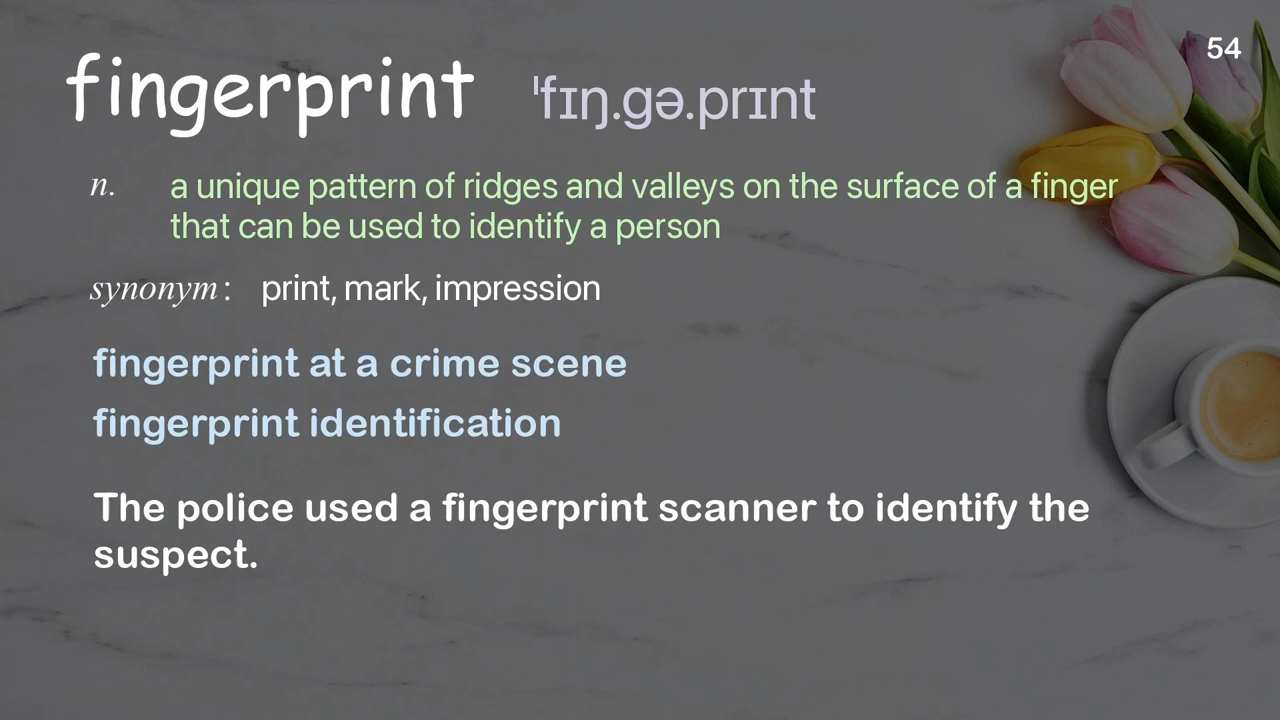 54
fingerprint ˈfɪŋ.gə.prɪnt
n. a unique pattern of ridges and valleys on the surface of a finger
that can be used to identify a person
synonym : print, mark, impression
fingerprint at a crime scene
fingerprint identification
The police used a fingerprint scanner to identify the
suspect.